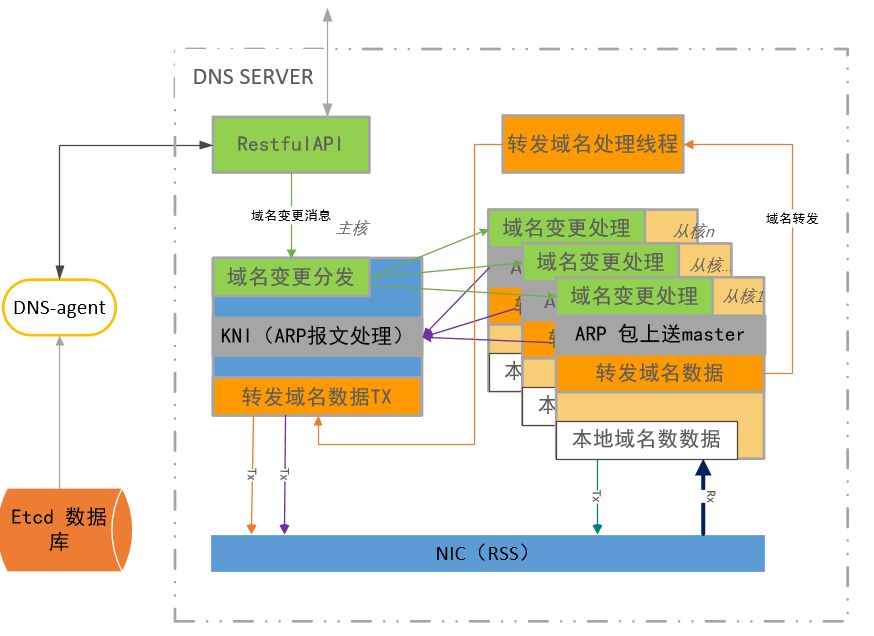 DNS SERVER
RestfulAPI
转发域名处理线程
域名变更消息
主核
域名转发
域名变更处理
从核n
域名变更分发
域名变更处理
从核...
域名变更处理
从核1
DNS-agent
KNI（ARP报文处理）
A
A
ARP 包上送master
转发域名数据TX
转发域名数据
本
本
本地域名数数据
Tx
Tx
Tx
Rx
Etcd 数据
库
NIC（RSS）